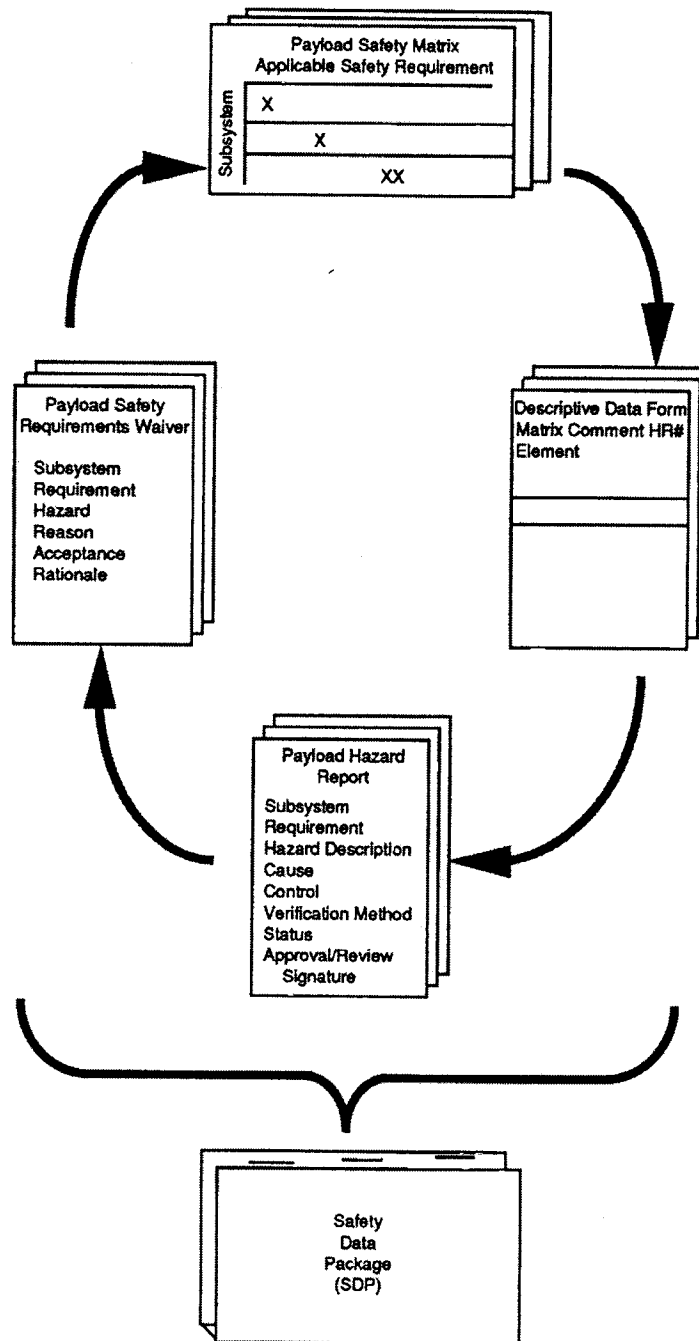 Payload Safety Matrix
Applicable Safety Requirement
Subsystem
X
X
XX
Payload Safety
Requirements Waiver
Subsystem
Requirement
Hazard
Reason
Acceptance
Rationale
Descriptive Data Form
Matrix Comment HR#
Element
Payload Hazard
Report
Subsystem
Requirement
Hazard Description
Cause
Control
Verification Method
Status
Approval/Review
Signature
Safety
Data
Package
(SDP)